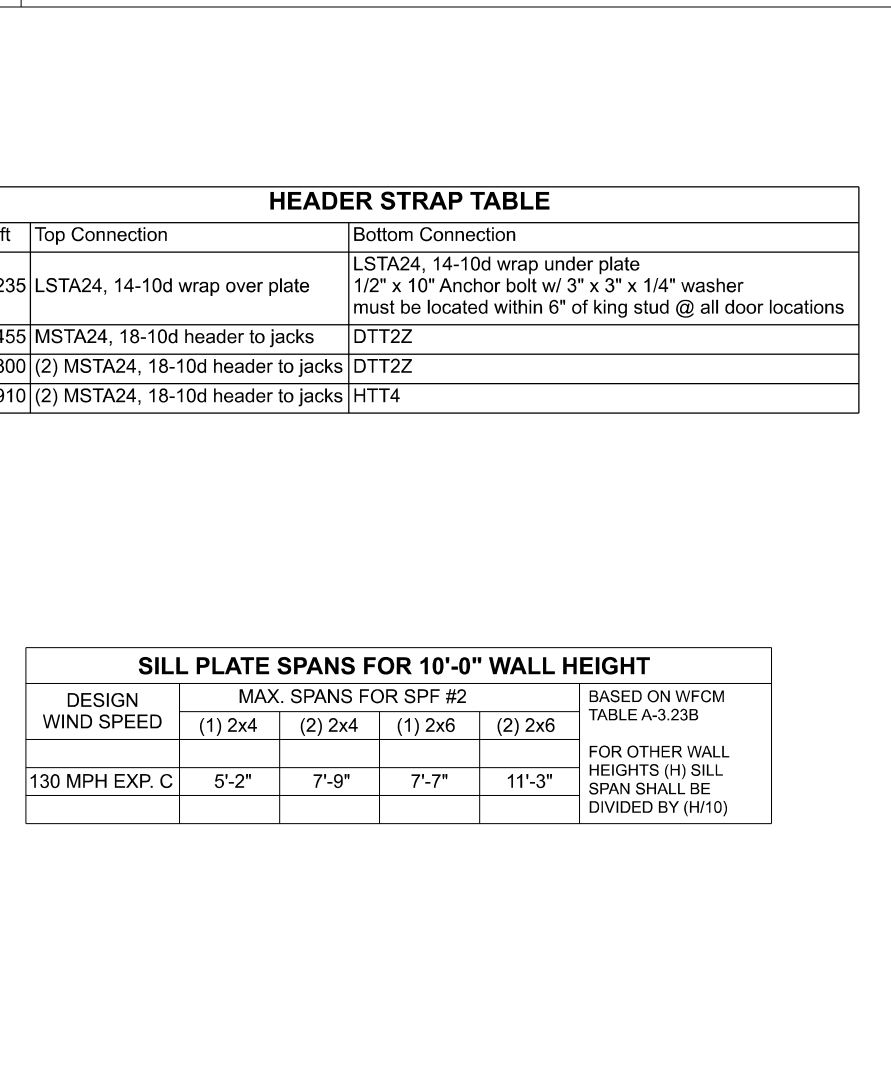 HEADER STRAP TABLE
ft Top Connection Bottom Connection
235 LSTA24, 14-10d wrap over plate
LSTA24, 14-10d wrap under plate
1/2" x 10" Anchor bolt w/ 3" x 3" x 1/4" washer
must be located within 6" of king stud @ all door locations
455 MSTA24, 18-10d header to jacks DTT2Z
(2) MSTA24, 18-10d header to jacks DTT2Z
910 (2) MSTA24, 18-10d header to jacks HTT4
SILL PLATE SPANS FOR 10'-0" WALL HEIGHT
DESIGN
WIND SPEED
MAX. SPANS FOR SPF #2
(1) 2x4 (2) 2x4 (1) 2x6 (2) 2x6
130 MPH EXP. C 5'-2" 7'-9" 7'-7" 11'-3"
BASED ON WFCM
TABLE A-3.23B
FOR OTHER WALL
HEIGHTS (H) SILL
SPAN SHALL BE
DIVIDED BY (H/10)